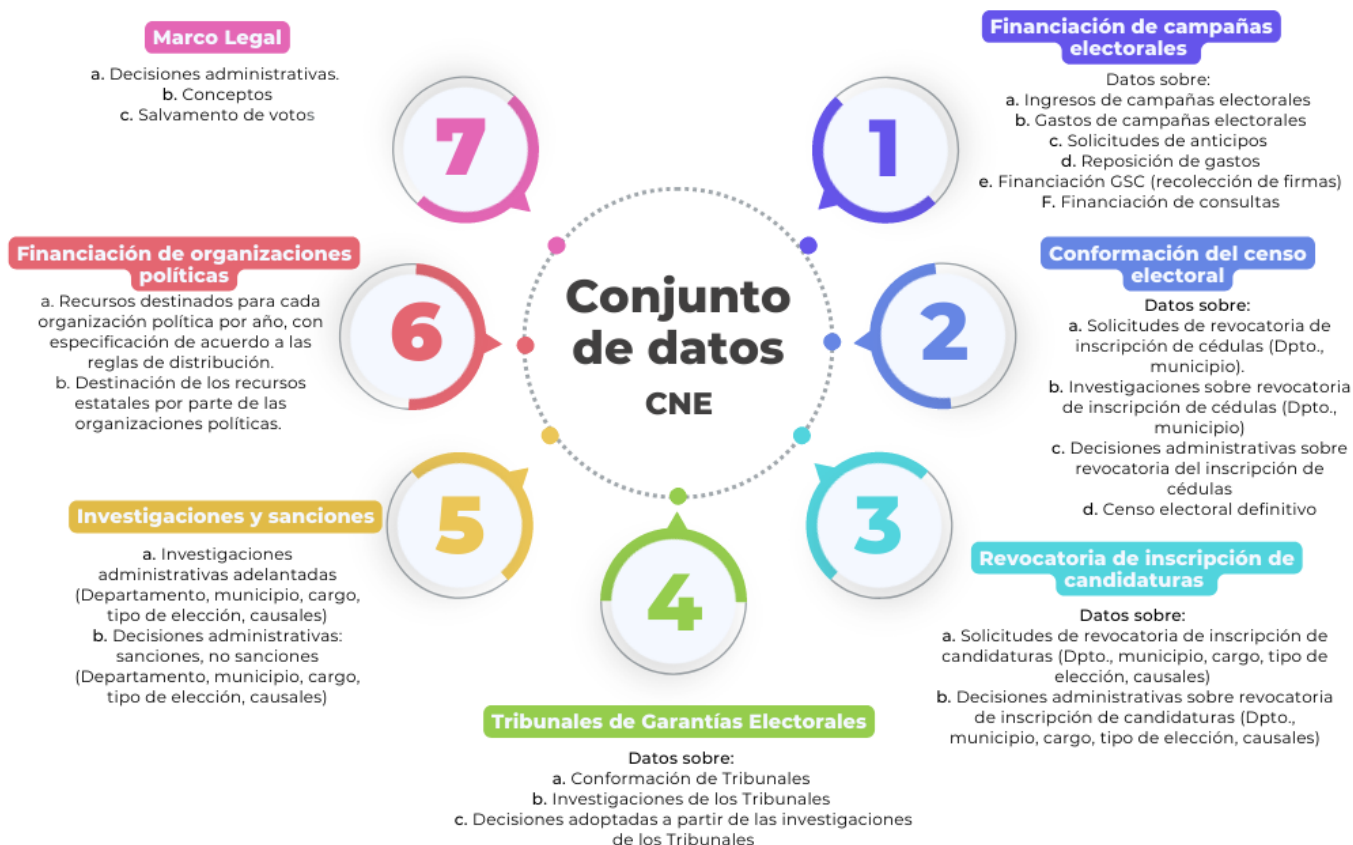 Conjunto
de datos
CNE
1
Financiación de campañas
electorales
Datos sobre:
a. Ingresos de campañas electorales
b. Gastos de campañas electorales
c. Solicitudes de anticipos
d. Reposición de gastos
e. Financiación GSC (recolección de firmas)
F. Financiación de consultas
2
Conformación del censo
electoral
Datos sobre:
a. Solicitudes de revocatoria de
inscripción de cédulas (Dpto.,
municipio).
b. Investigaciones sobre revocatoria
de inscripción de cédulas (Dpto.,
municipio)
c. Decisiones administrativas sobre
revocatoria del inscripción de
cédulas
d. Censo electoral definitivo
3
Revocatoria de inscripción de
candidaturas
Datos sobre:
a. Solicitudes de revocatoria de inscripción de
candidaturas (Dpto., municipio, cargo, tipo de
elección, causales)
b. Decisiones administrativas sobre revocatoria
de inscripción de candidaturas (Dpto.,
municipio, cargo, tipo de elección, causales)
4
Tribunales de Garantías Electorales
Datos sobre:
a. Conformación de Tribunales
b. Investigaciones de los Tribunales
c. Decisiones adoptadas a partir de las investigaciones
de los Tribunales
5
Investigaciones y sanciones
a. Investigaciones
administrativas adelantadas
(Departamento, municipio, cargo,
tipo de elección, causales)
b. Decisiones administrativas:
sanciones, no sanciones
(Departamento, municipio, cargo,
tipo de elección, causales)
6
Financiación de organizaciones
políticas
a. Recursos destinados para cada
organización política por año, con
especificación de acuerdo a las
reglas de distribución.
b. Destinación de los recursos
estatales por parte de las
organizaciones políticas.
7
Marco Legal
a. Decisiones administrativas.
b. Conceptos
c. Salvamento de votos